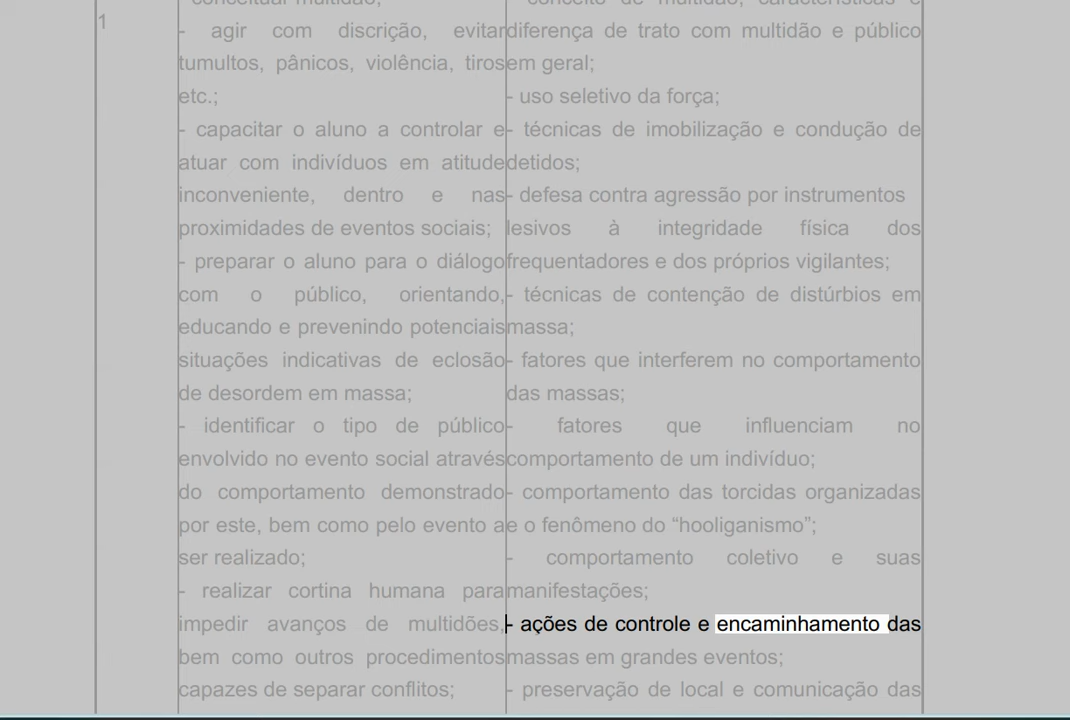 1
conceitual multidão;
- agir com discrição, evitar
tumultos, pânicos, violência, tiros
etc.;
- capacitar o aluno a controlar e
atuar com indivíduos em atitude
inconveniente, dentro e nas
proximidades de eventos sociais;
- preparar o aluno para o diálogo
com o público, orientando,
educando e prevenindo potenciais
situações indicativas de eclosão
de desordem em massa;
- identificar o tipo de público
envolvido no evento social através
do comportamento demonstrado
por este, bem como pelo evento a
ser realizado;
- realizar cortina humana para
impedir avanços de multidões,
bem como outros procedimentos
capazes de separar conflitos;
conceito de multidão, características e
diferença de trato com multidão e público
em geral;
- uso seletivo da força;
- técnicas de imobilização e condução de
detidos;
- defesa contra agressão por instrumentos
lesivos à integridade física dos
frequentadores e dos próprios vigilantes;
- técnicas de contenção de distúrbios em
massa;
- fatores que interferem no comportamento
das massas;
- fatores que influenciam no
comportamento de um indivíduo;
- comportamento das torcidas organizadas
e o fenômeno do “hooliganismo”;
- comportamento coletivo e suas
manifestações;
- ações de controle e encaminhamento das
massas em grandes eventos;
- preservação de local e comunicação das